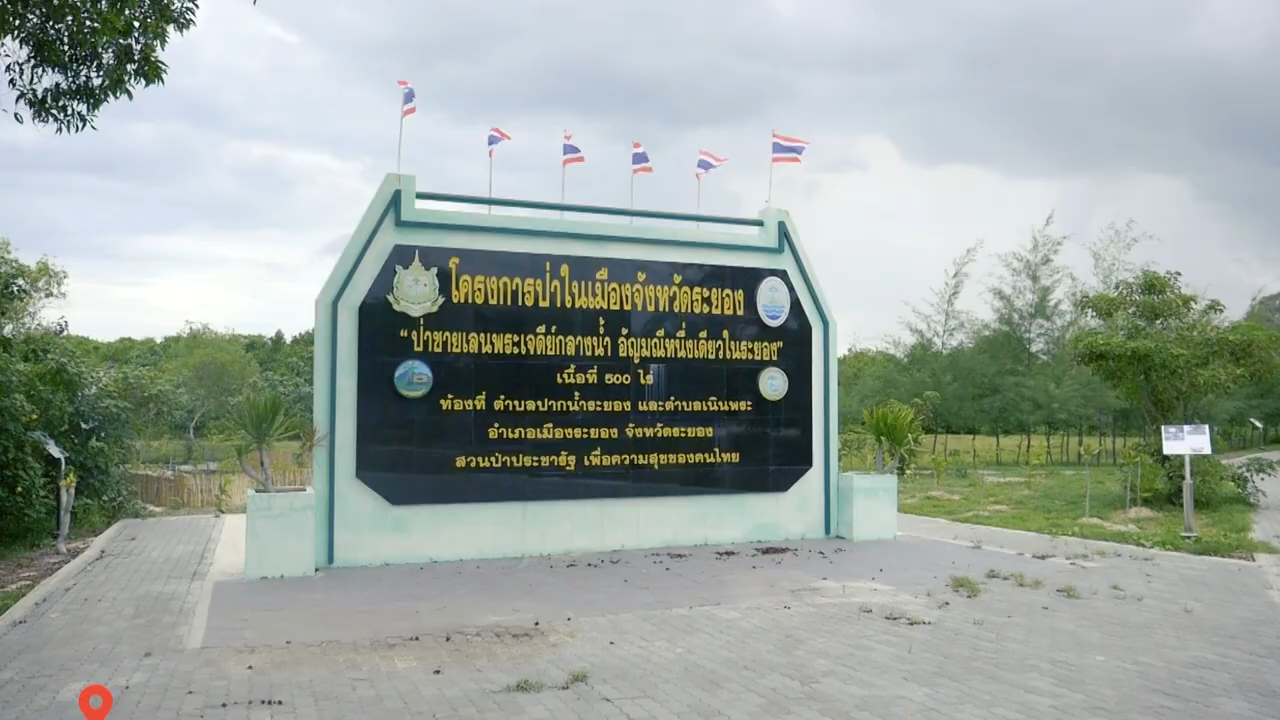 โครงการป่าในเมืองจังหวัดระยอง
“ป่าชายเลนพระเจดีย์กลางน้ำ อัญมณีหนึ่งเดียวในระยอง”
เนื้อที่ 500 ไร่
ท้องที่ ตำบลปากน้ำระยอง และตำบลเนินพระ
อำเภอเมืองระยอง จังหวัดระยอง
สวนป่าประชารัฐ เพื่อความสุขของคนไทย